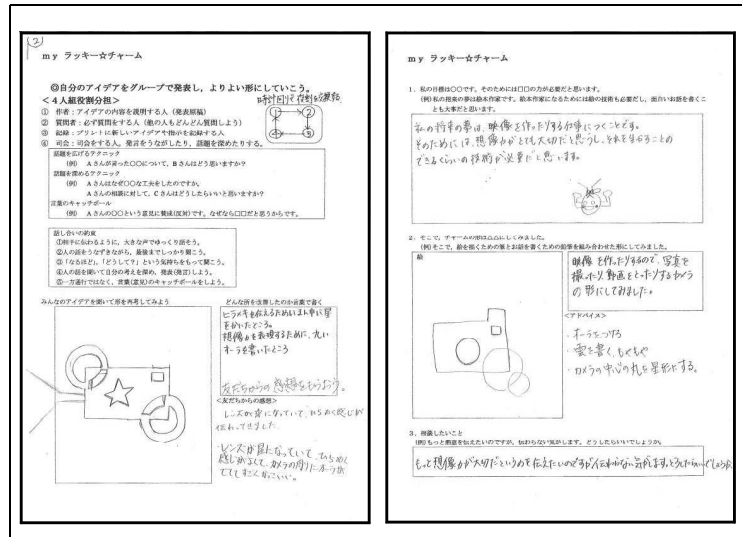 ②
my ラッキー☆チャーム
◎自分のアイデアをグループで発表し，よりよい形にしていこう。
＜４人組役割分担＞
時計回りで役割を交換する
① ②
④ ③
① 作者：アイデアの内容を説明する人（発表原稿）
② 質問者：必ず質問をする人（他の人もどんどん質問しよう）
③ 記録：プリントに新しいアイデアや指示を記録する人
④ 司会：司会をする人。発言をうながしたり，話題を深めたりする。
話題を広げるテクニック
（例） Ａさんが言った○○について，Ｂさんはどう思いますか？
話題を深めるテクニック
（例） Ａさんはなぜ○○な工夫をしたのですか。
Ａさんの相談に対して，Ｃさんはどうしたらいいと思いますか？
言葉のキャッチボール
（例） Ａさんの○○という意見に賛成(反対)です。なぜなら□□だと思うからです。
話し合いの約束
①相手に伝わるように，大きな声でゆっくり話そう。
②人の話をうなずきながら，最後までしっかり聞こう。
③「なるほど」，「どうして？」という気持ちをもって聞こう。
④人の話を聞いて自分の考えを深め，発表(発言)しよう。
⑤一方通行ではなく，言葉(意見)のキャッチボールをしよう。
みんなのアイデアを聞いて形を再考してみよう
どんな所を改善したのか言葉で書く
ヒラメキを伝えるためにまん中に星
をかいたところ。
想像力を表現するために、丸い
オーラを書いたところ
友だちからの感想をもらおう。
＜友だちからの感想＞
レンズが星になっていて、ひらめく感じが
伝わってきました
・レンズが星になっていて、ひらめく
感じがよくて、カメラの周りにオーラが
でてて すごくかっこいい。
my ラッキー☆チャーム
１．私の目標は○○です。そのためには□□の力が必要だと思います。
(例)私の将来の夢は絵本作家です。絵本作家になるためには絵の技術も必要だし，面白いお話を書くこ
とも大事だと思います。
私の将来の夢は、映像を作ったりする仕事につくことです。
そのためには、想像力がとても大切だと思うし、それを生かすことの
できるくらいの技術が必要だと思います。
２．そこで，チャームの形は△△にしてみました。
(例)そこで，絵を描くための筆とお話を書くための鉛筆を組み合わせた形にしてみました。
絵
映像を作ったりするので、写真を
撮ったり動画をとったりするカメラ
の形にしてみました。
＜アドバイス＞
・オーラをつける
・雲を書く、もくもや
・カメラの中心の丸を星形にする。
３．相談したいこと
(例)もっと熱意を伝えたいのですが，伝わらない気がします。どうしたらいいでしょうか。
もっと想像力が大切だというのを伝えたいのですが伝わらない気がします。どうしたらいいでしょうか